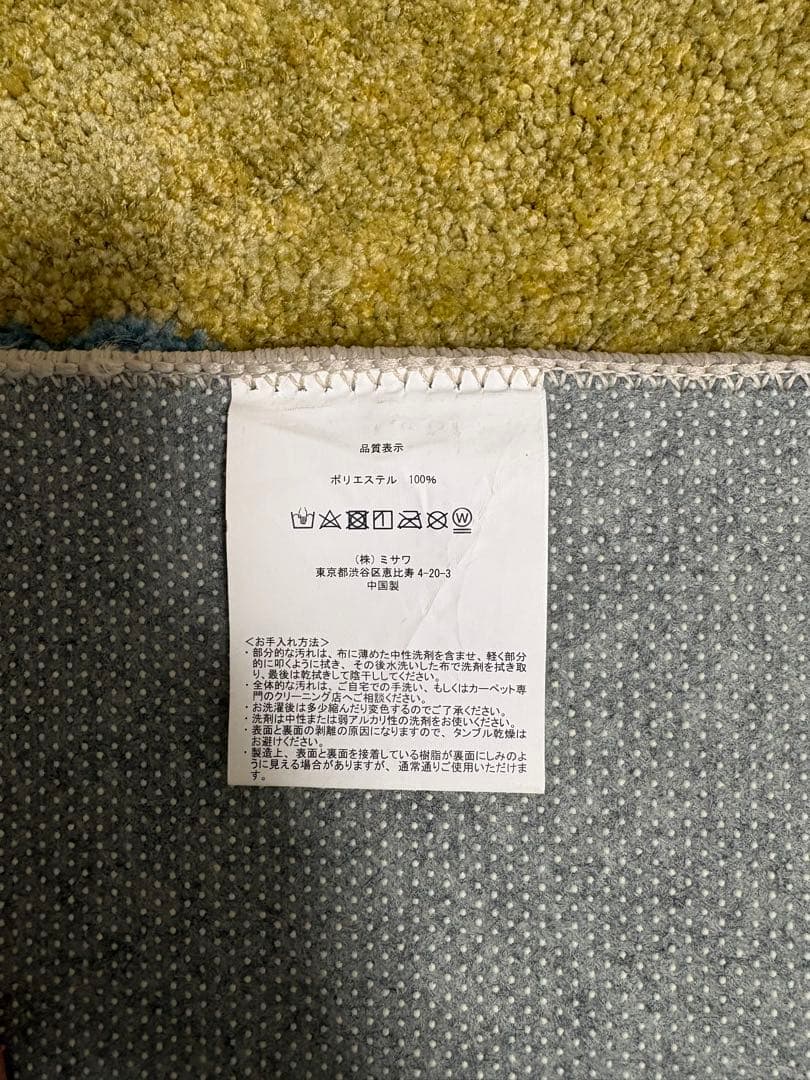 品質表示
ポリエステル 100%
W
(株)ミサワ
東京都渋谷区恵比寿4-20-3
中国製
<お手入れ方法>
・部分的な汚れは、布に薄めた中性洗剤を含ませ、軽く部分
的に叩くように拭き、その後水洗いした布で洗剤を拭き取
り、最後は乾拭きして陰干ししてください。
・全体的な汚れは、ご自宅での手洗い、もしくはカーペット専
門のクリーニング店へご相談ください。
・お洗濯後は多少縮んだり変色するのでご了承ください。
・洗剤は中性または弱アルカリ性の洗剤をお使いください。
・表面と裏面の剥離の原因になりますので、タンブル乾燥は
お避けください。
・製造上、表面と裏面を接着している樹脂が裏面にしみのよ
うに見える場合がありますが、通常通りご使用いただけま
す。